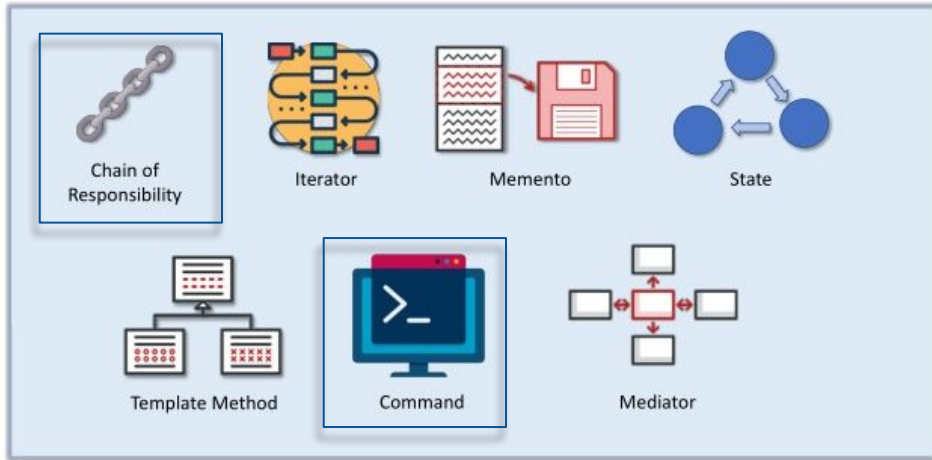 Chain of
Responsibility
Iterator
Memento
State
Template Method
>_
Command
Mediator